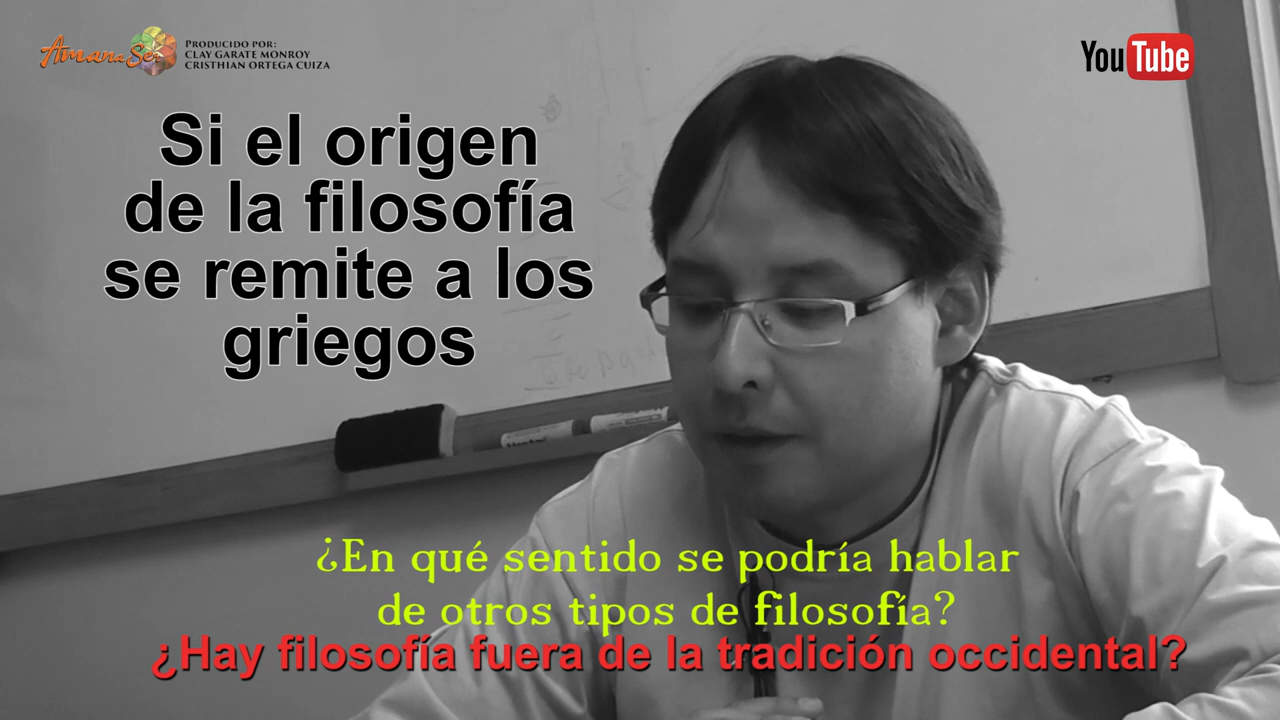 AmanaSer
PRODUCIDO POR:
CLAY GARATE MONROY
CRISTHIAN ORTEGA CUIZA
YouTube
Si el origen
de la filosofía
se remite a los
griegos
¿En qué sentido se podría hablar
de otros tipos de filosofía?
¿Hay filosofía fuera de la tradición occidental?